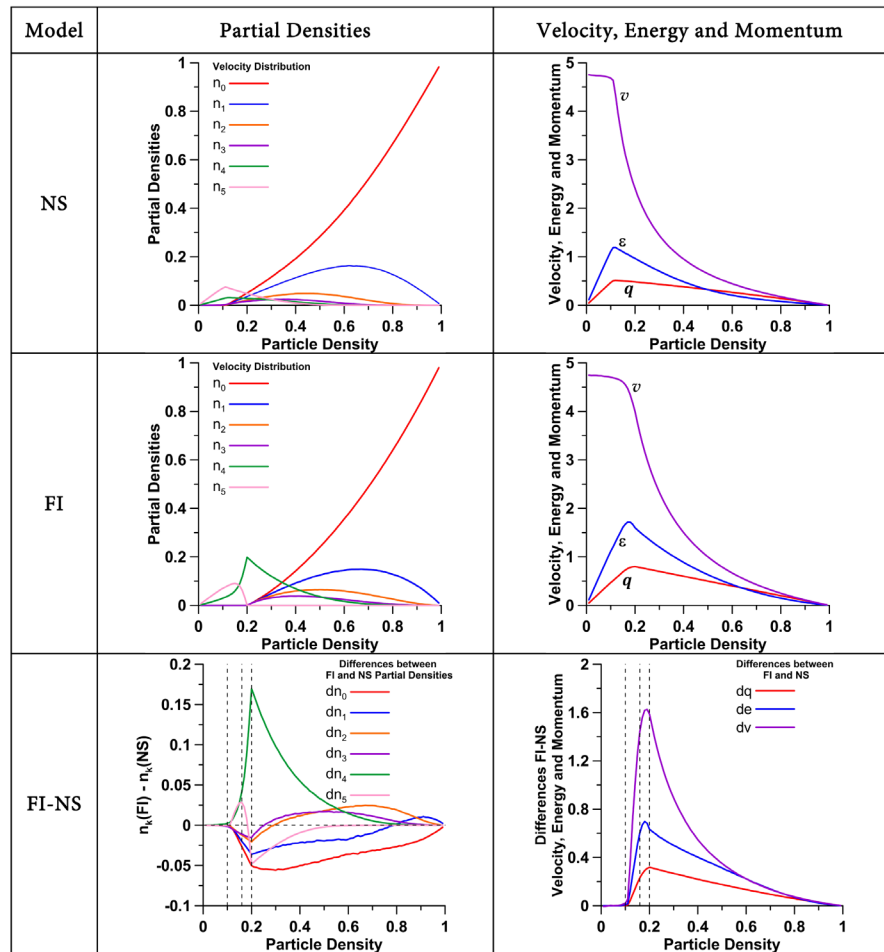 Model
Partial Densities
Velocity, Energy and Momentum
NS
Velocity Distribution
n₀
n₁
n₂
n₃
n₄
n₅
Partial Densities
1
0.8
0.6
0.4
0.2
0
0 0.2 0.4 0.6 0.8 1
Particle Density
Velocity, Energy and Momentum
5
4
3
2
1
0
v
ε
q
0 0.2 0.4 0.6 0.8 1
Particle Density
FI
Velocity Distribution
n₀
n₁
n₂
n₃
n₄
n₅
Partial Densities
1
0.8
0.6
0.4
0.2
0
0 0.2 0.4 0.6 0.8 1
Particle Density
Velocity, Energy and Momentum
5
4
3
2
1
0
v
ε
q
0 0.2 0.4 0.6 0.8 1
Particle Density
FI-NS
Differences between
FI and NS Partial Densities
dn₀
dn₁
dn₂
dn₃
dn₄
dn₅
nₖ(FI) - nₖ(NS)
0.2
0.15
0.1
0.05
0
-0.05
-0.1
0 0.2 0.4 0.6 0.8 1
Particle Density
Differences between
FI and NS
dq
de
dv
Differences FI-NS
Velocity, Energy and Momentum
1.6
1.2
0.8
0.4
0
0 0.2 0.4 0.6 0.8 1
Particle Density